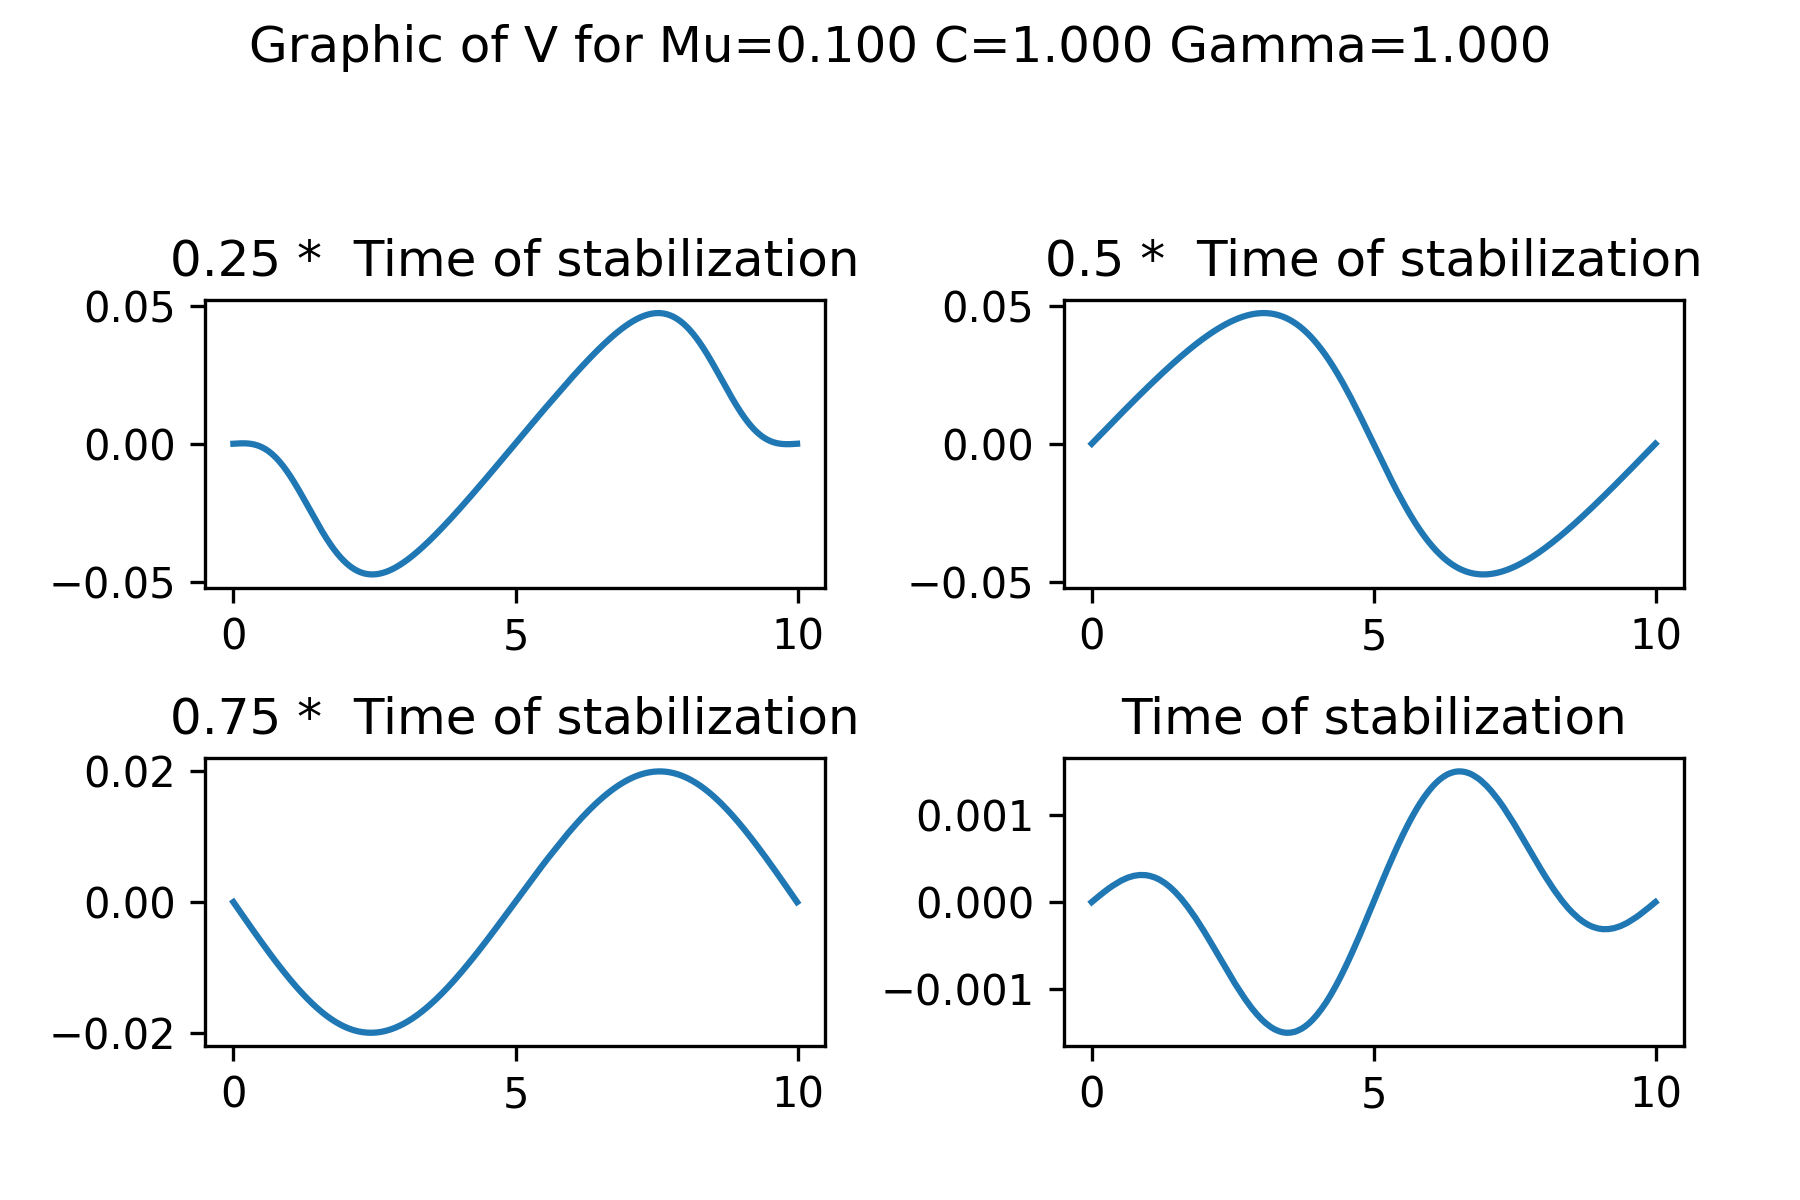 Graphic of V for Mu=0.100 C=1.000 Gamma=1.000
0.25 *  Time of stabilization
0.05
0.00
−0.05
0 5 10
0.5 *  Time of stabilization
0.05
0.00
−0.05
0 5 10
0.75 *  Time of stabilization
0.02
0.00
−0.02
0 5 10
Time of stabilization
0.001
0.000
−0.001
0 5 10